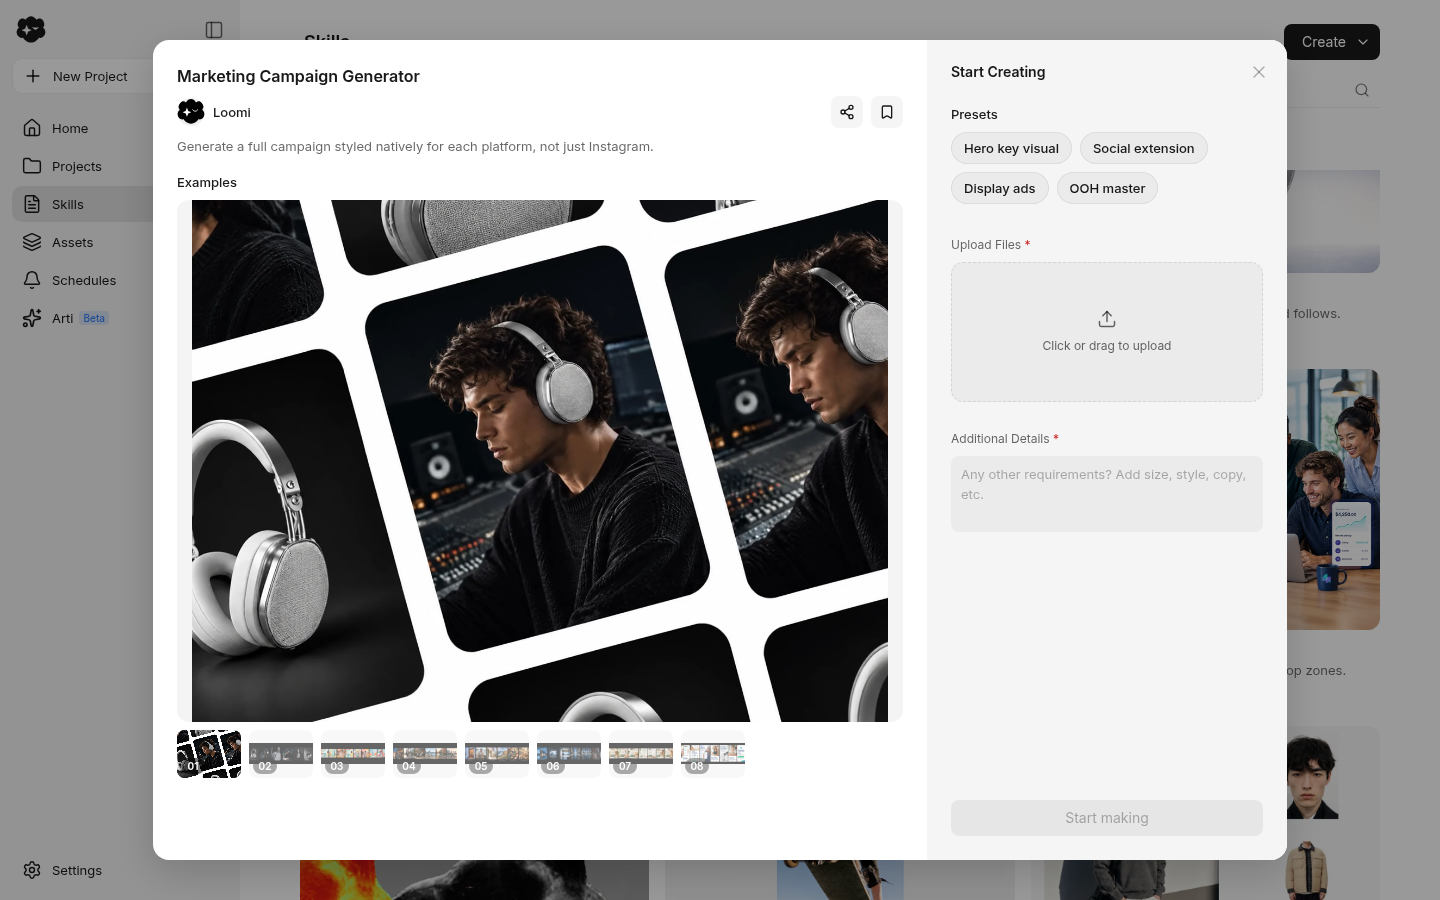 Skills
Create
New Project
Home
Projects
Skills
Assets
Schedules
Arti Beta
Settings
Marketing Campaign Generator
Loomi
Generate a full campaign styled natively for each platform, not just Instagram.
Examples
01
02
03
04
05
06
07
08
Start Creating
Presets
Hero key visual
Social extension
Display ads
OOH master
Upload Files *
Click or drag to upload
Additional Details *
Any other requirements? Add size, style, copy,
etc.
Start making
follows.
zones.